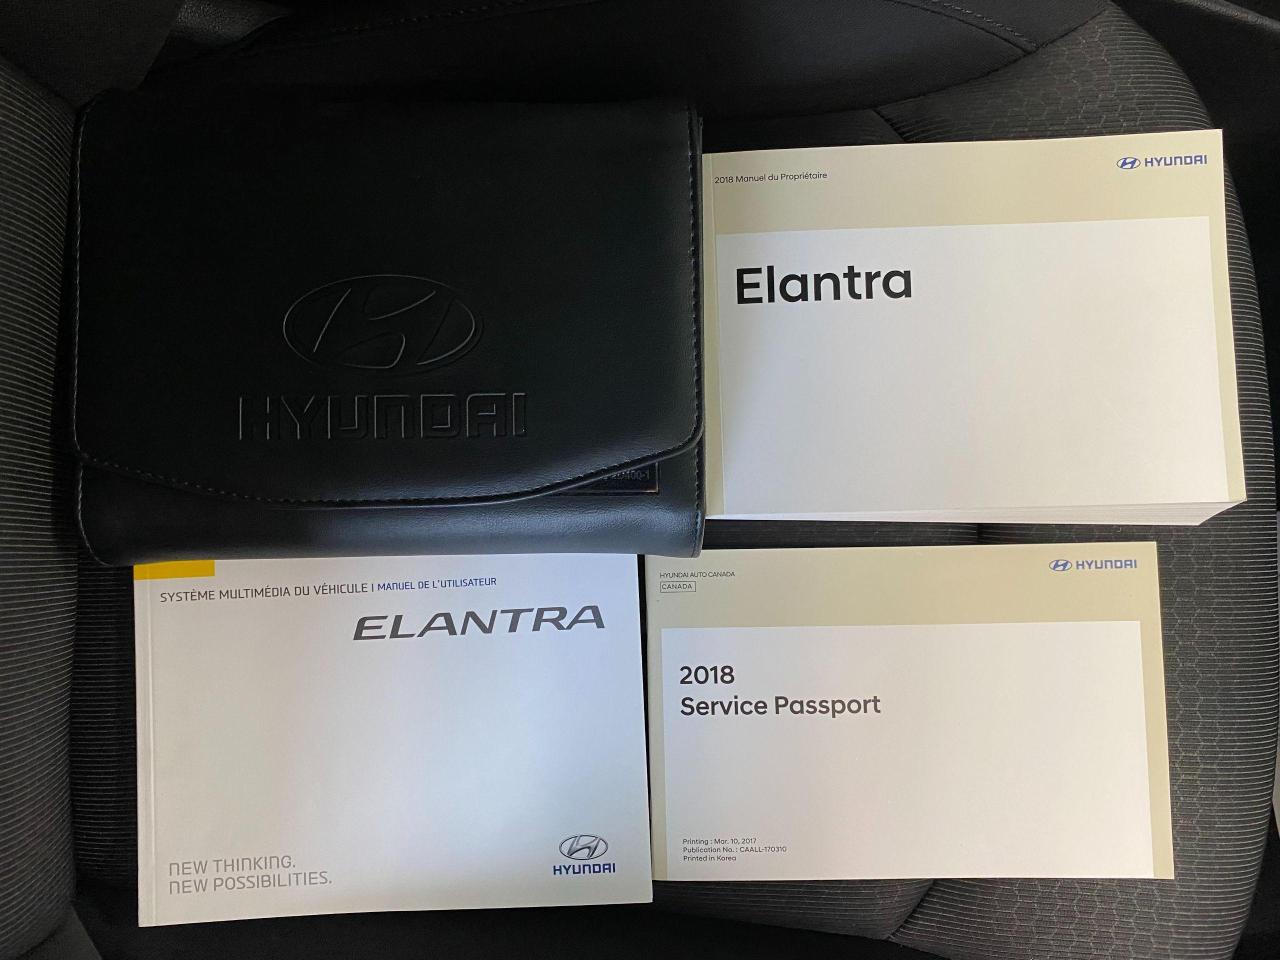 HYUNDAI
2018 Manuel du Propriétaire
HYUNDAI
Elantra
SYSTÈME MULTIMÉDIA DU VÉHICULE | MANUEL DE L'UTILISATEUR
ELANTRA
NEW THINKING.
NEW POSSIBILITIES.
HYUNDAI
HYUNDAI AUTO CANADA
CANADA
HYUNDAI
2018
Service Passport
Printing : Mar. 10, 2017
Publication No. : CAALL-170310
Printed in Korea